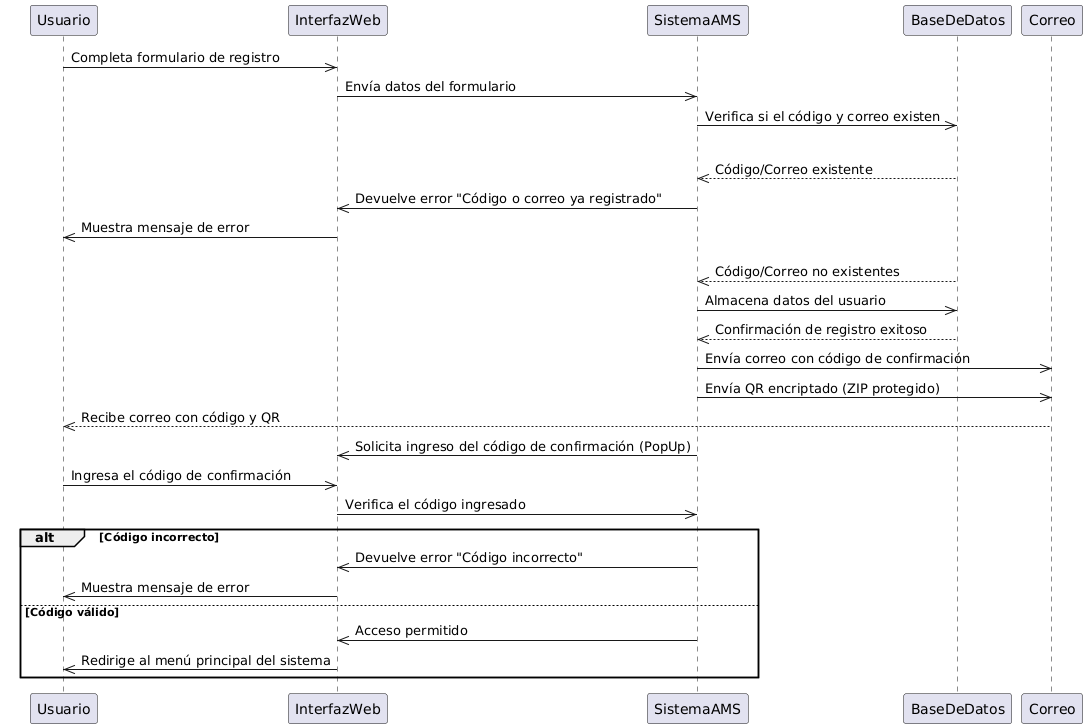 Usuario InterfazWeb SistemaAMS BaseDeDatos Correo
Completa formulario de registro
Envía datos del formulario
Verifica si el código y correo existen
Código/Correo existente
Devuelve error "Código o correo ya registrado"
Muestra mensaje de error
Código/Correo no existentes
Almacena datos del usuario
Confirmación de registro exitoso
Envía correo con código de confirmación
Envía QR encriptado (ZIP protegido)
Recibe correo con código y QR
Solicita ingreso del código de confirmación (PopUp)
Ingresa el código de confirmación
Verifica el código ingresado
alt [Código incorrecto]
Devuelve error "Código incorrecto"
Muestra mensaje de error
[Código válido]
Acceso permitido
Redirige al menú principal del sistema
Usuario InterfazWeb SistemaAMS BaseDeDatos Correo